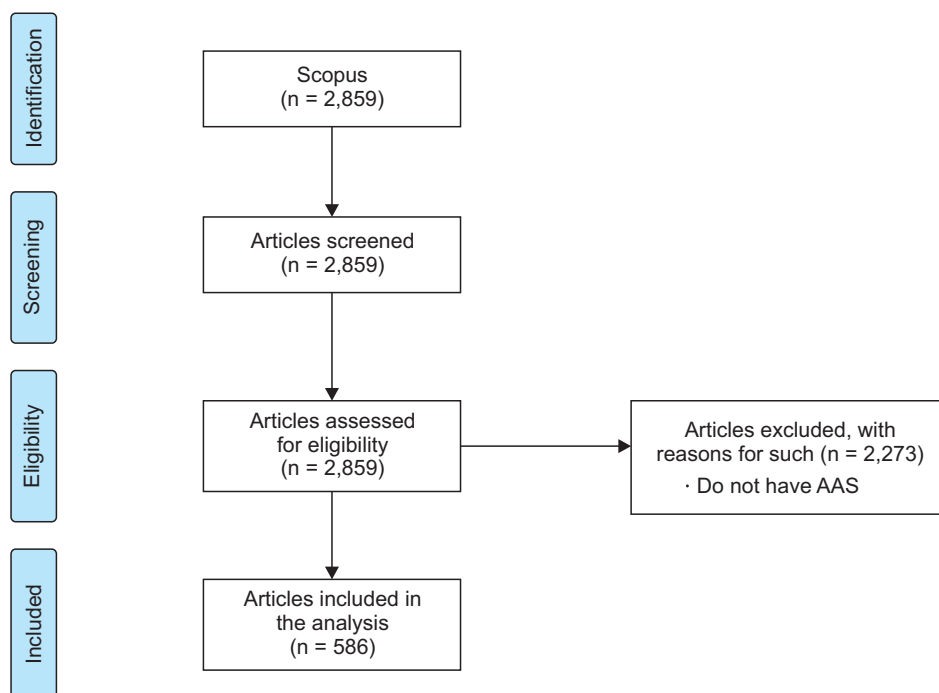 Identification
Scopus
(n = 2,859)
Screening
Articles screened
(n = 2,859)
Eligibility
Articles assessed
for eligibility
(n = 2,859)
Articles excluded, with
reasons for such (n = 2,273)
· Do not have AAS
Included
Articles included in
the analysis
(n = 586)